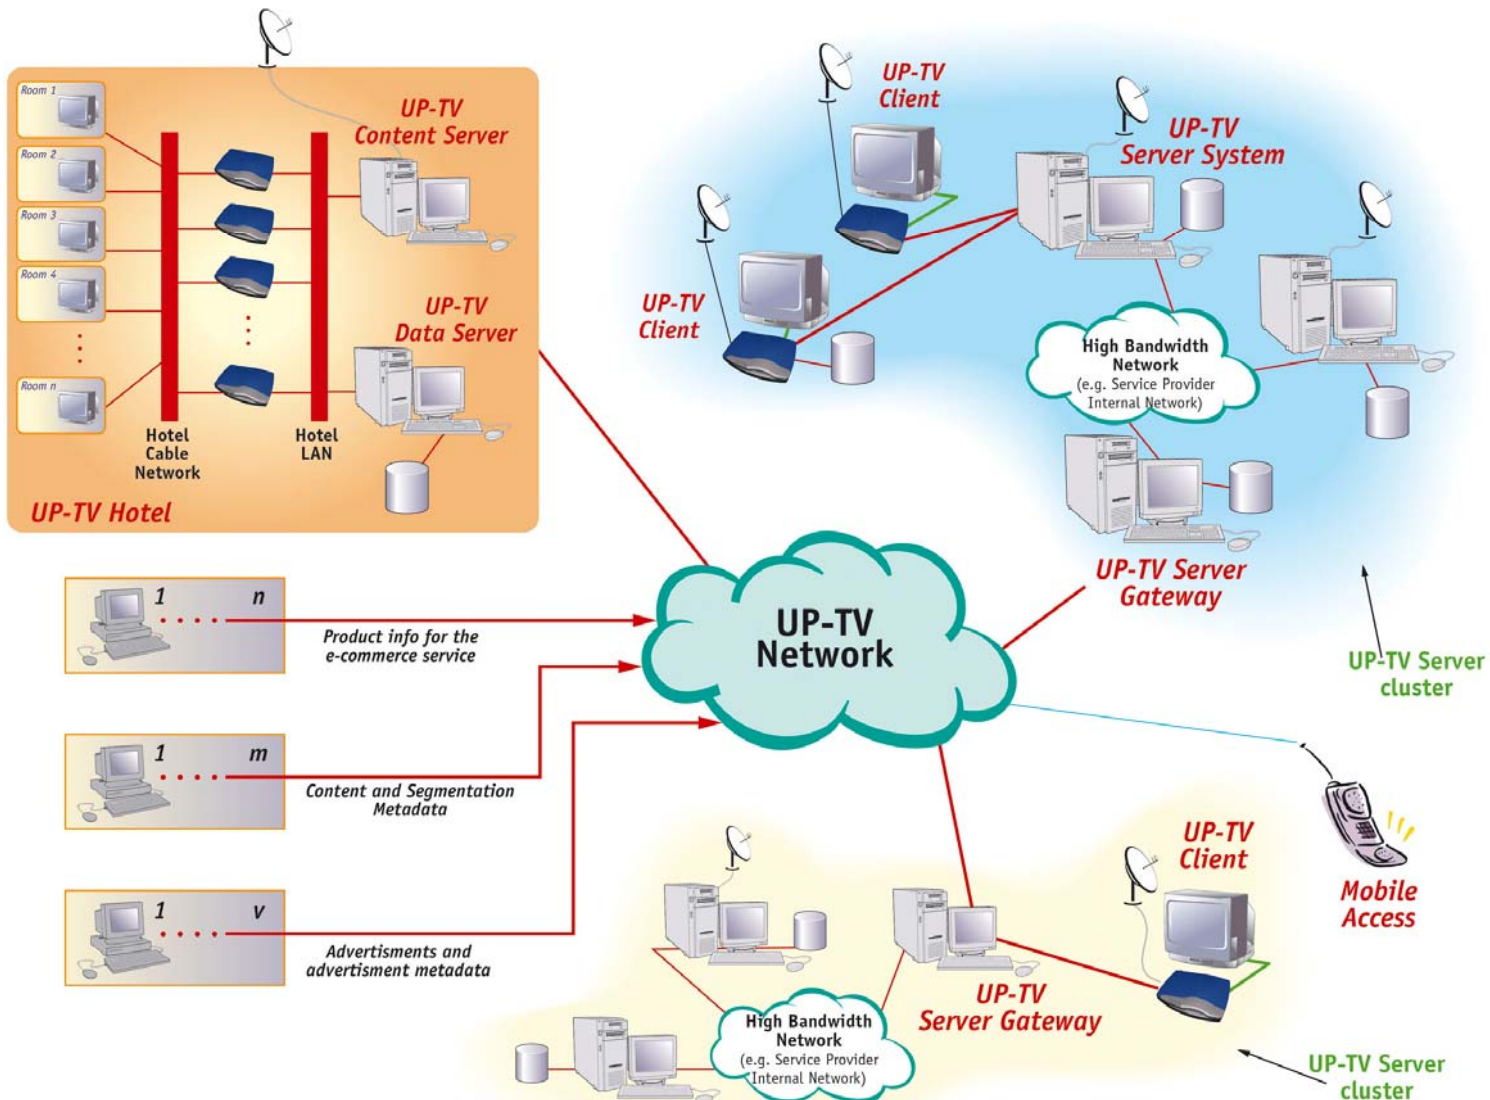 Room 1
Room 2
Room 3
Room 4
Room n
UP-TV
Content Server
UP-TV
Data Server
Hotel
Cable
Network
Hotel
LAN
UP-TV Hotel
UP-TV
Client
UP-TV
Client
UP-TV
Server System
High Bandwidth
Network
(e.g. Service Provider
Internal Network)
UP-TV Server
Gateway
UP-TV Server
cluster
1 n
Product info for the
e-commerce service
1 m
Content and Segmentation
Metadata
1 v
Advertisments and
advertisment metadata
UP-TV
Network
Mobile
Access
UP-TV
Client
UP-TV
Server Gateway
High Bandwidth
Network
(e.g. Service Provider
Internal Network)
UP-TV Server
cluster